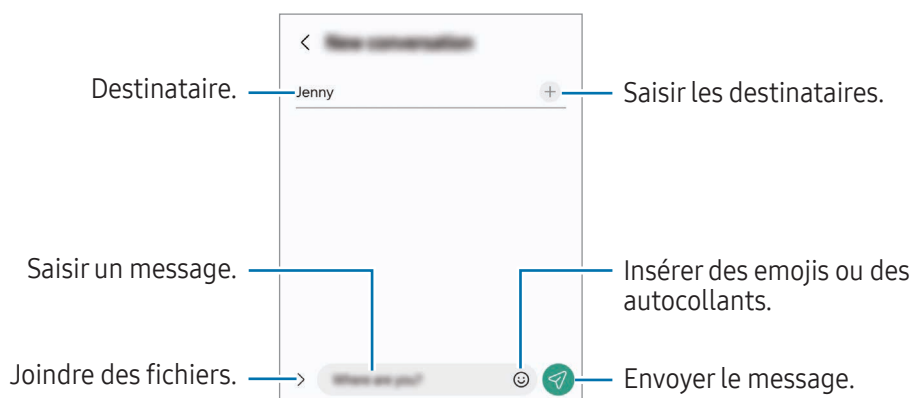 Destinataire.
Jenny
Saisir les destinataires.
Saisir un message.
Insérer des emojis ou des
autocollants.
Joindre des fichiers.
Envoyer le message.